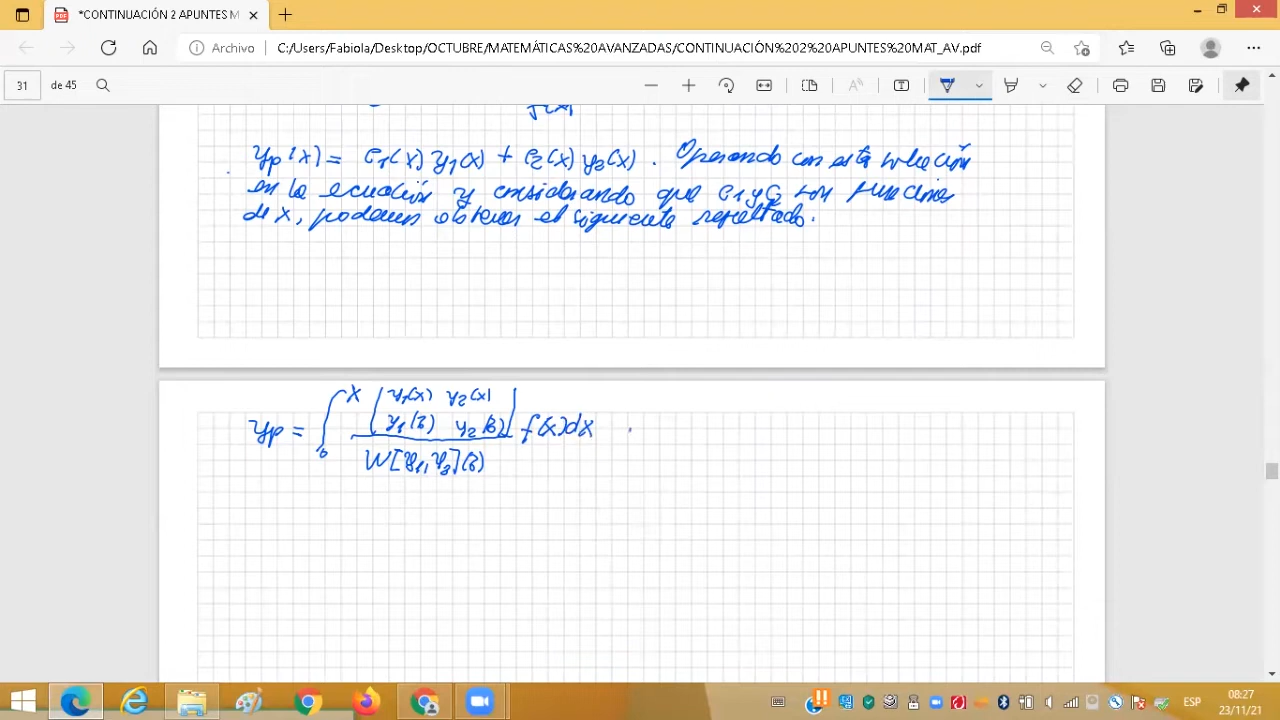 *CONTINUACIÓN 2 APUNTES M
Archivo
C:/Users/Fabiola/Desktop/OCTUBRE/MATEMÁTICAS%20AVANZADAS/CONTINUACIÓN%202%20APUNTES%20MAT_AV.pdf
31 de 45
f(x)
yp(x) = C1(x) y1(x) + C2(x) y2(x). Operando con esta solución
en la ecuación y considerando que C1 y C2 son funciones
de x, podemos obtener el siguiente resultado.
x | y1(x) y2(x) |
yp = ∫ | y1(z) y2(z) | f(x)dx
W[y1, y2](z)
ESP
08:27
23/11/21